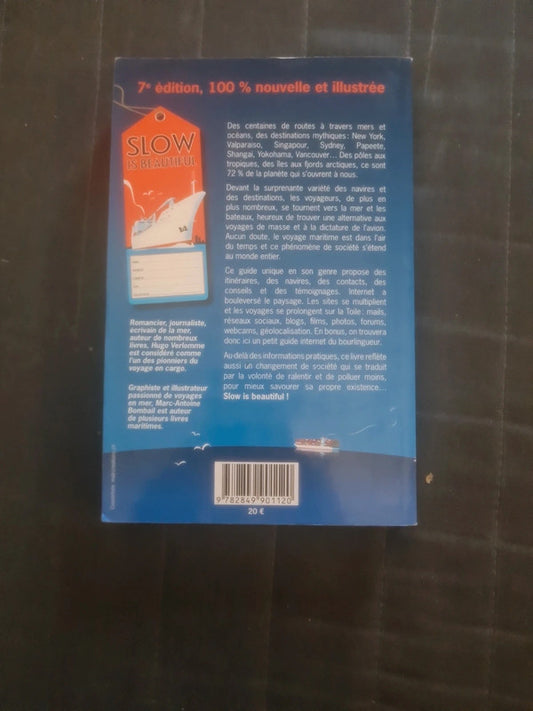 7e édition, 100 % nouvelle et illustrée
SLOW
IS BEAUTIFUL
Des centaines de routes à travers mers et
océans, des destinations mythiques : New York,
Valparaiso, Singapour, Sydney, Papeete,
Shangai, Yokohama, Vancouver... Des pôles aux
tropiques, des îles aux fjords arctiques, ce sont
72 % de la planète qui s'ouvrent à nous.
Devant la surprenante variété des navires et
des destinations, les voyageurs, de plus en
plus nombreux, se tournent vers la mer et les
bateaux, heureux de trouver une alternative aux
voyages de masse et à la dictature de l'avion.
Aucun doute, le voyage maritime est dans l'air
du temps et ce phénomène de société s'étend
au monde entier.
Ce guide unique en son genre propose des
itinéraires, des navires, des contacts, des
conseils et des témoignages. Internet a
bouleversé le paysage. Les sites se multiplient
et les voyages se prolongent sur la Toile : mails,
réseaux sociaux, blogs, films, photos, forums,
webcams, géolocalisation. En bonus, on trouvera
donc ici un petit guide internet du bourlingueur.
Au-delà des informations pratiques, ce livre reflète
aussi un changement de société qui se traduit
par la volonté de ralentir et de polluer moins,
pour mieux savourer sa propre existence...
Slow is beautiful !
Romancier, journaliste,
écrivain de la mer,
auteur de nombreux
livres, Hugo Verlomme
est considéré comme
l'un des pionniers du
voyage en cargo.
Graphiste et illustrateur
passionné de voyages
en mer, Marc-Antoine
Bombail est auteur
de plusieurs livres
maritimes.
9 782849 901120
20 €